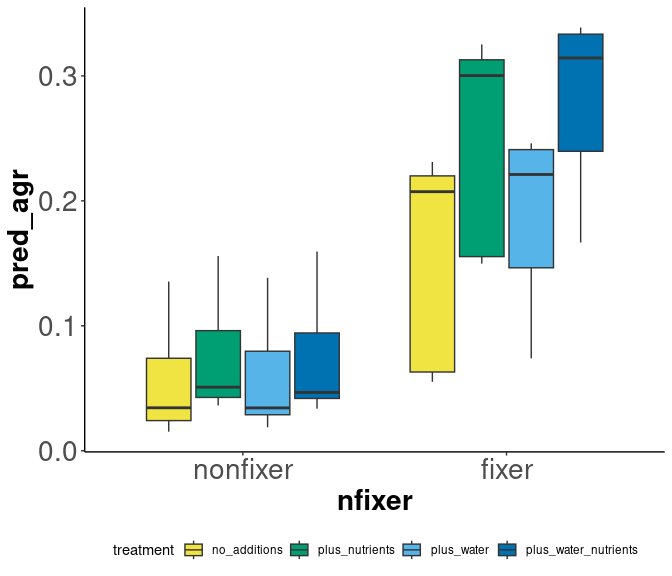 pred_agr
0.3
0.2
0.1
0.0
nonfixer fixer
nfixer
treatment no_additions plus_nutrients plus_water plus_water_nutrients